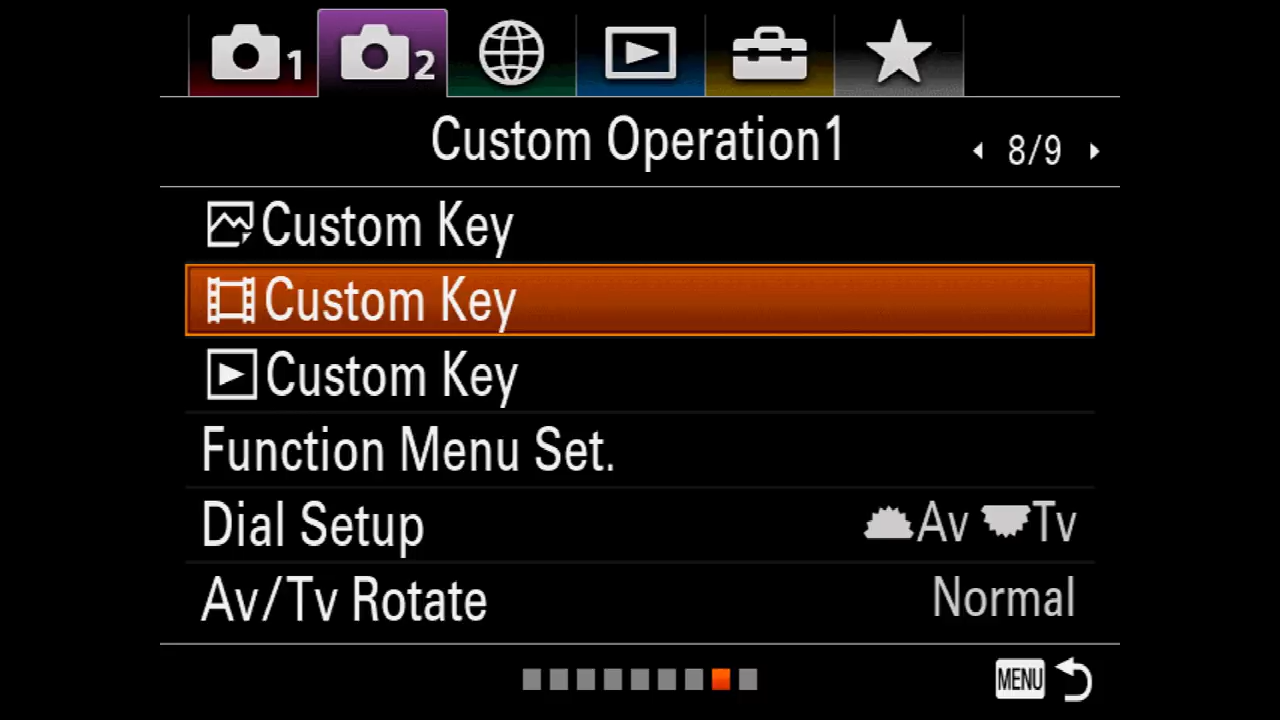 1 2
Custom Operation1 8/9
Custom Key
Custom Key
Custom Key
Function Menu Set.
Dial Setup Av Tv
Av/Tv Rotate Normal
MENU